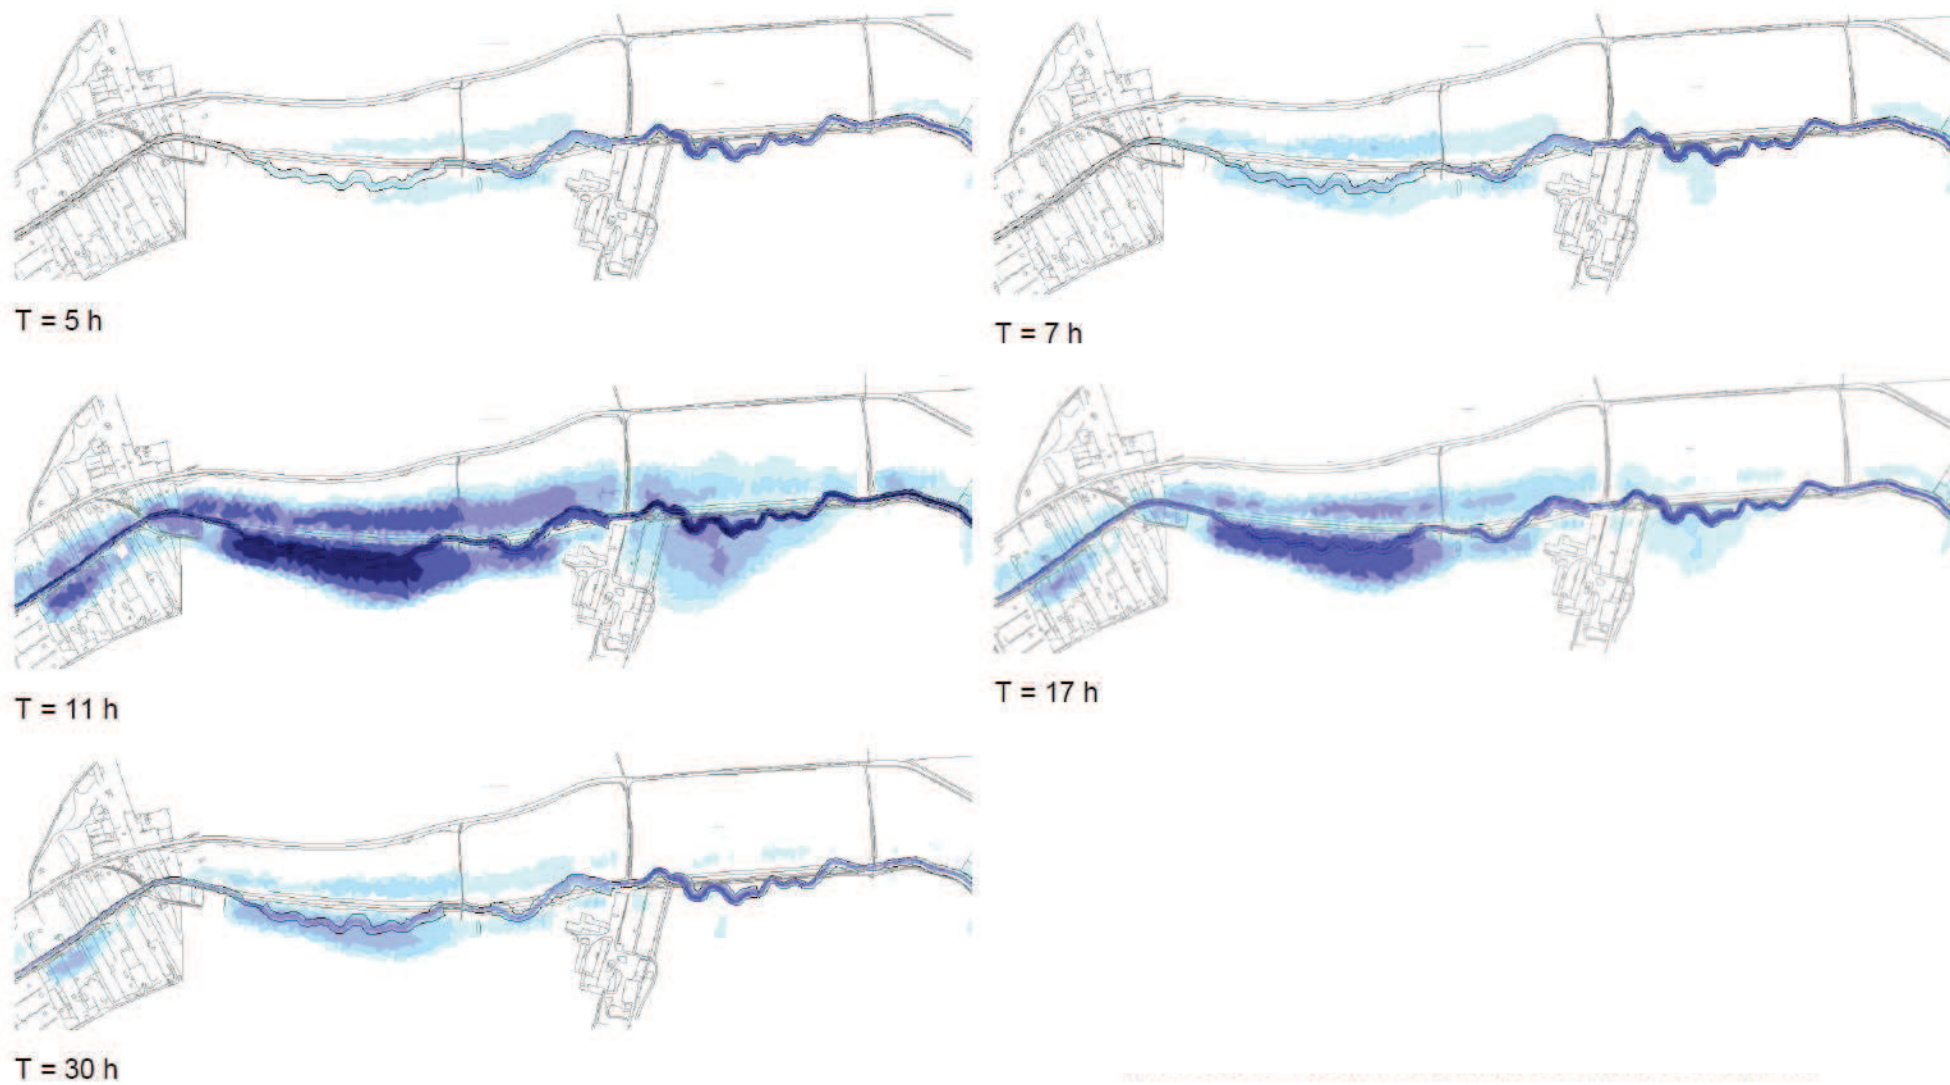 T = 5 h
T = 7 h
T = 11 h
T = 17 h
T = 30 h